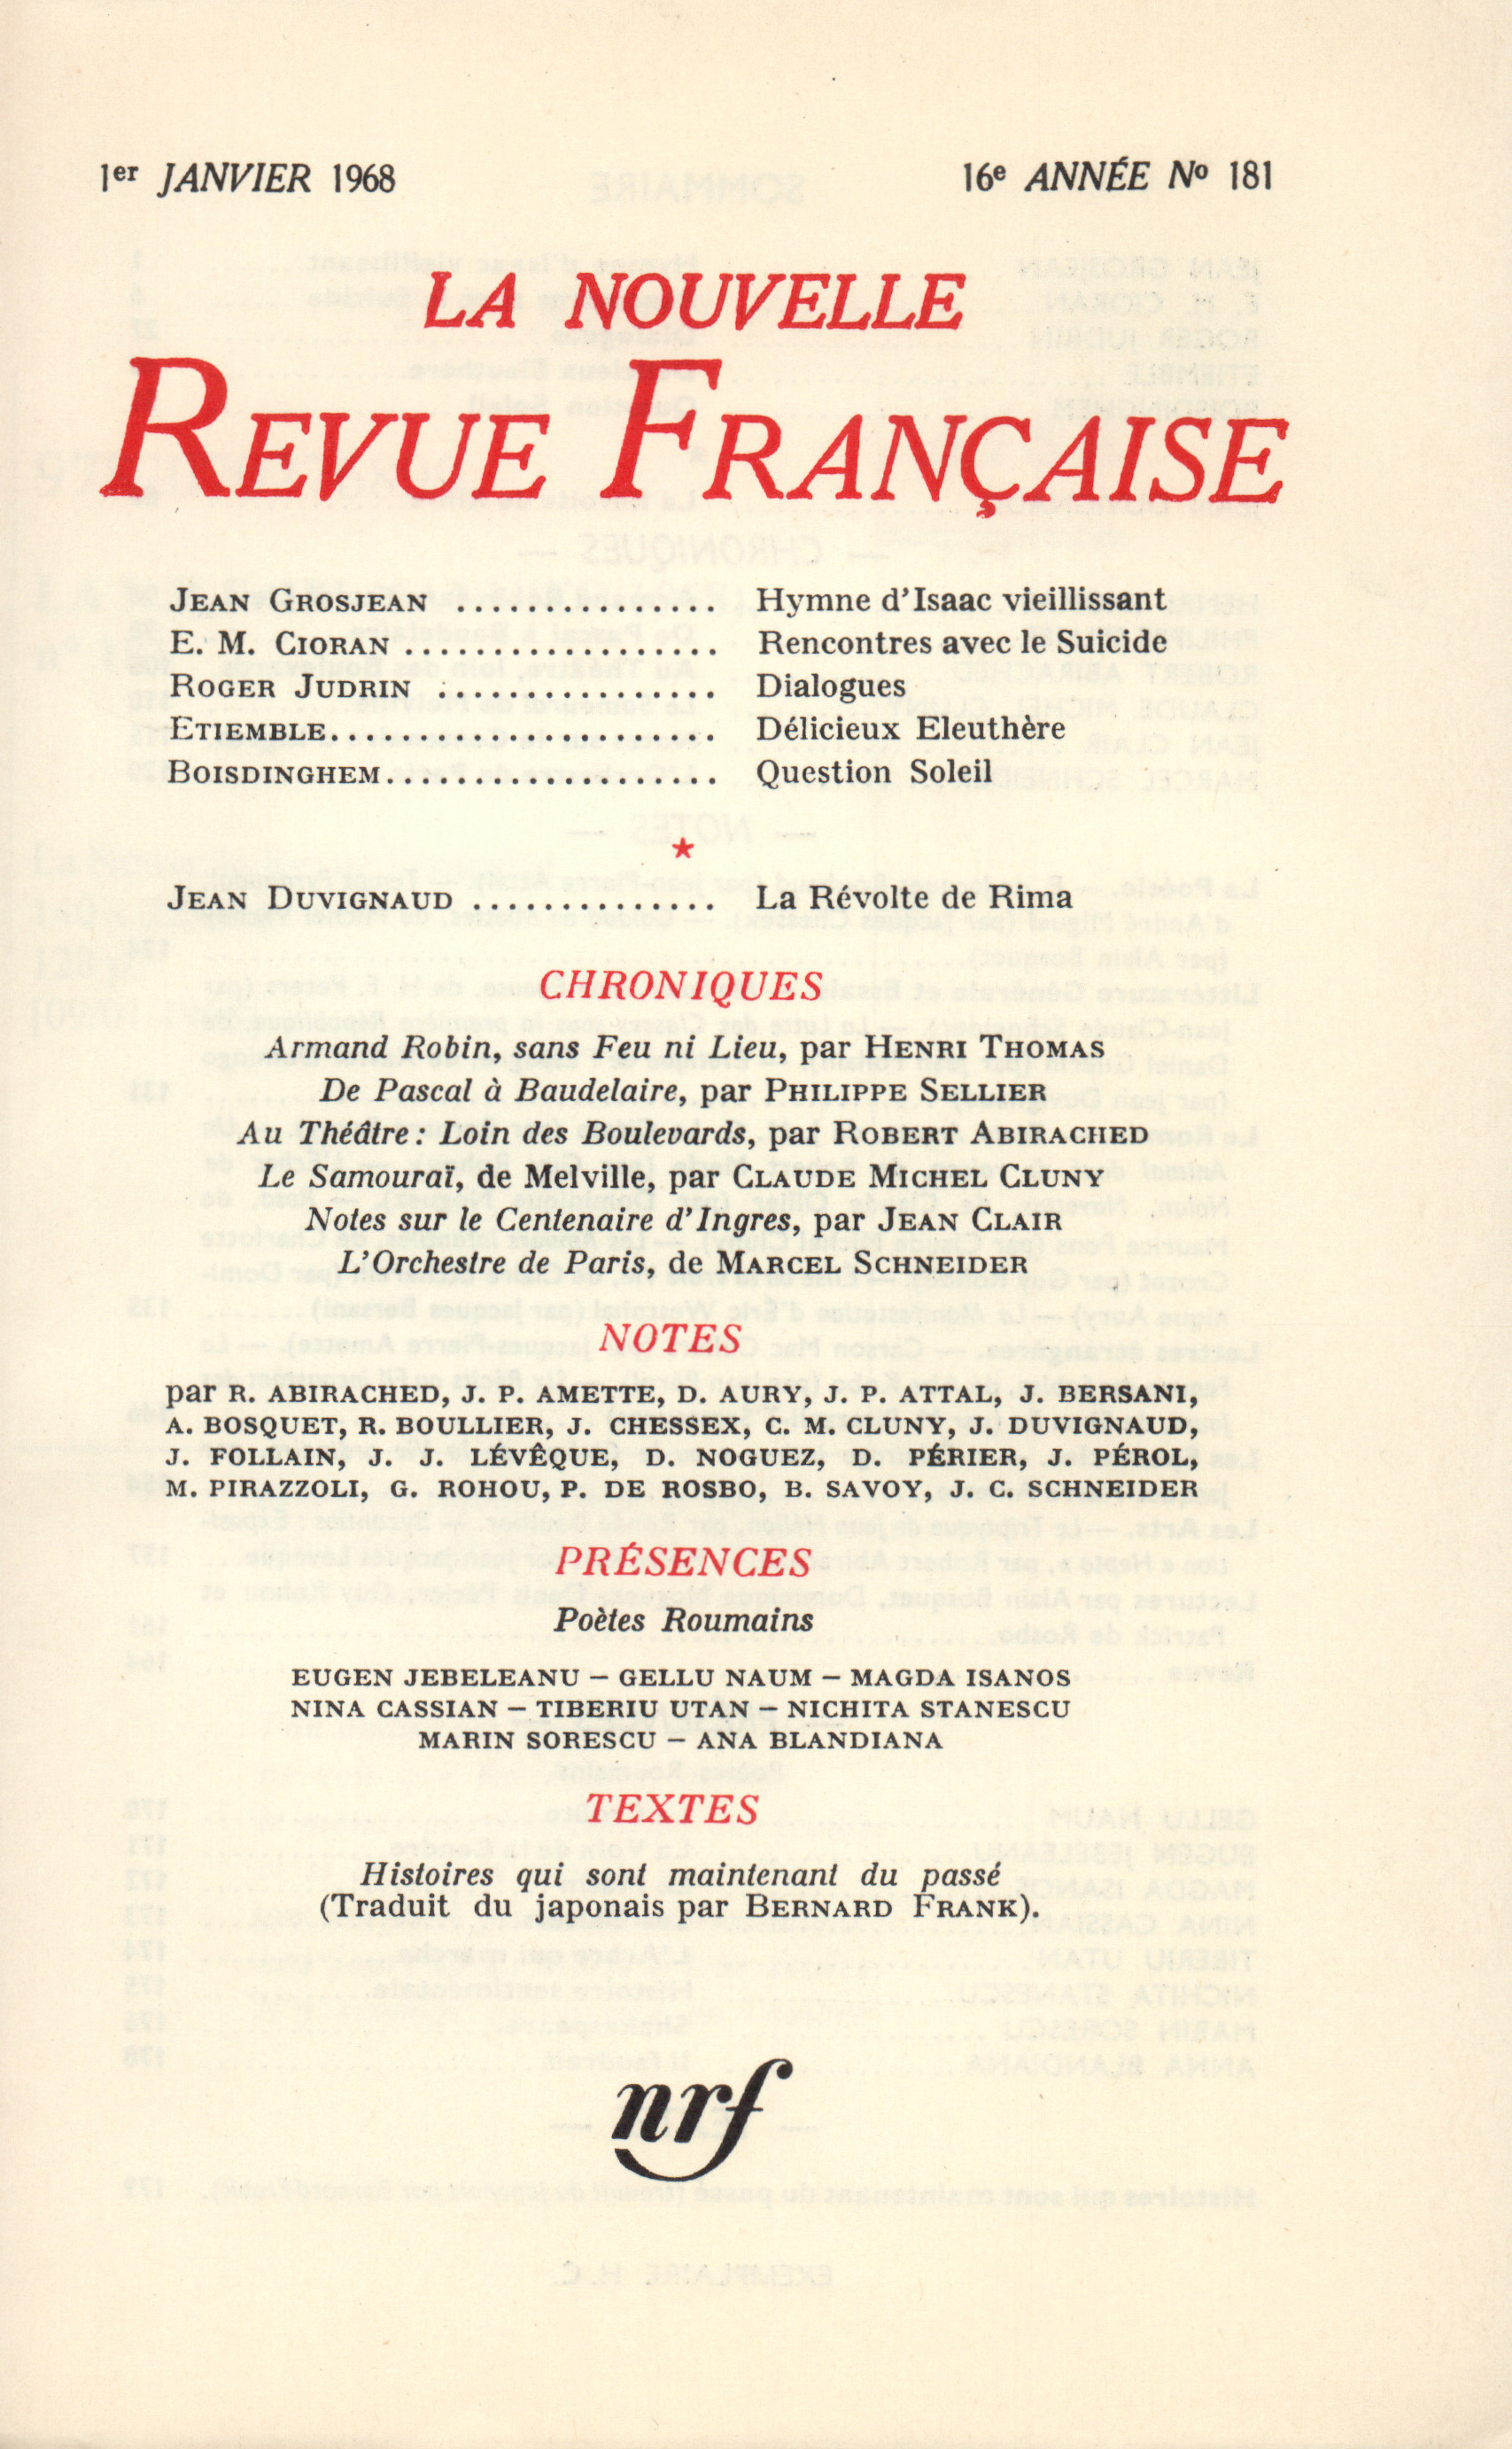 1er JANVIER 1968
16e ANNÉE No 181
LA NOUVELLE
REVUE FRANÇAISE
JEAN GROSJEAN ............... Hymne d'Isaac vieillissant
E. M. CIORAN .................. Rencontres avec le Suicide
ROGER JUDRIN ................ Dialogues
ETIEMBLE...................... Délicieux Eleuthère
BOISDINGHEM................... Question Soleil
★
JEAN DUVIGNAUD .............. La Révolte de Rima
CHRONIQUES
Armand Robin, sans Feu ni Lieu, par HENRI THOMAS
De Pascal à Baudelaire, par PHILIPPE SELLIER
Au Théâtre : Loin des Boulevards, par ROBERT ABIRACHED
Le Samouraï, de Melville, par CLAUDE MICHEL CLUNY
Notes sur le Centenaire d'Ingres, par JEAN CLAIR
L'Orchestre de Paris, de MARCEL SCHNEIDER
NOTES
par R. ABIRACHED, J. P. AMETTE, D. AURY, J. P. ATTAL, J. BERSANI,
A. BOSQUET, R. BOULLIER, J. CHESSEX, C. M. CLUNY, J. DUVIGNAUD,
J. FOLLAIN, J. J. LÉVÊQUE, D. NOGUEZ, D. PÉRIER, J. PÉROL,
M. PIRAZZOLI, G. ROHOU, P. DE ROSBO, B. SAVOY, J. C. SCHNEIDER
PRÉSENCES
Poètes Roumains
EUGEN JEBELEANU – GELLU NAUM – MAGDA ISANOS
NINA CASSIAN – TIBERIU UTAN – NICHITA STANESCU
MARIN SORESCU – ANA BLANDIANA
TEXTES
Histoires qui sont maintenant du passé
(Traduit du japonais par BERNARD FRANK).
nrf